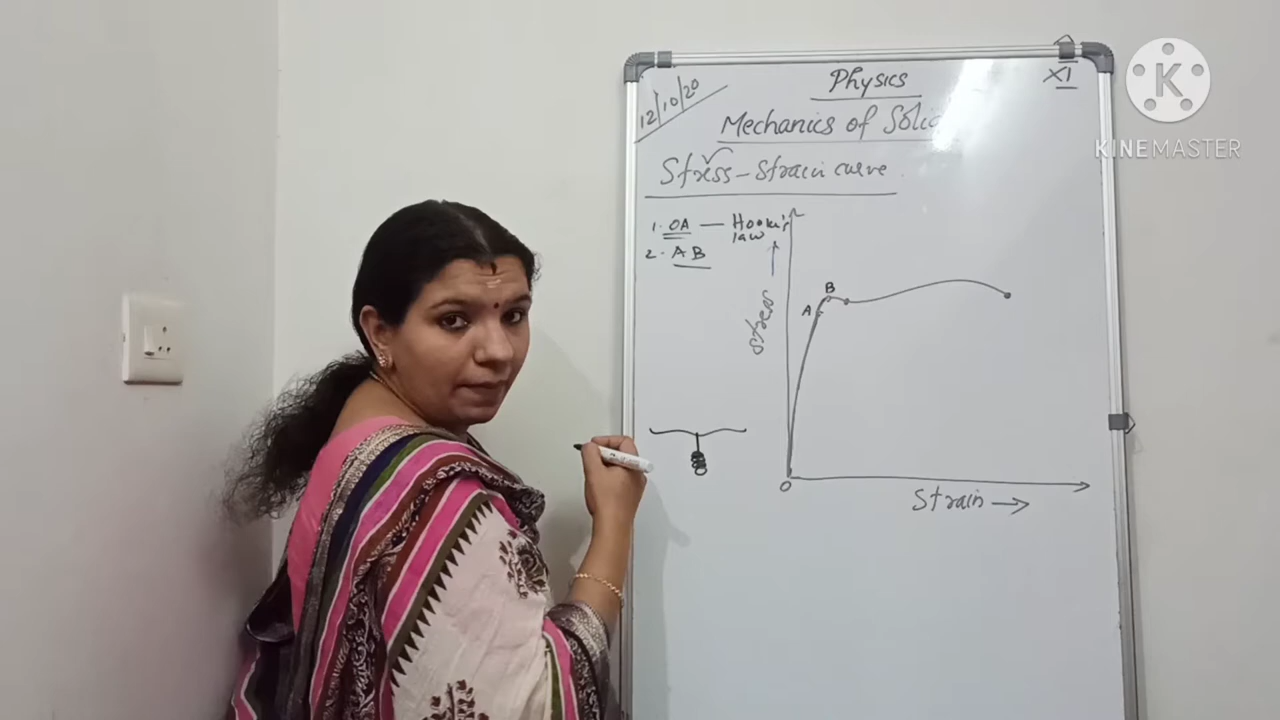 12/10/20
Physics
XI
Mechanics of Solid
Stress-Strain curve
1. OA — Hooke's
law
2. AB
Stress
A
B
O
Strain
K
KINEMASTER